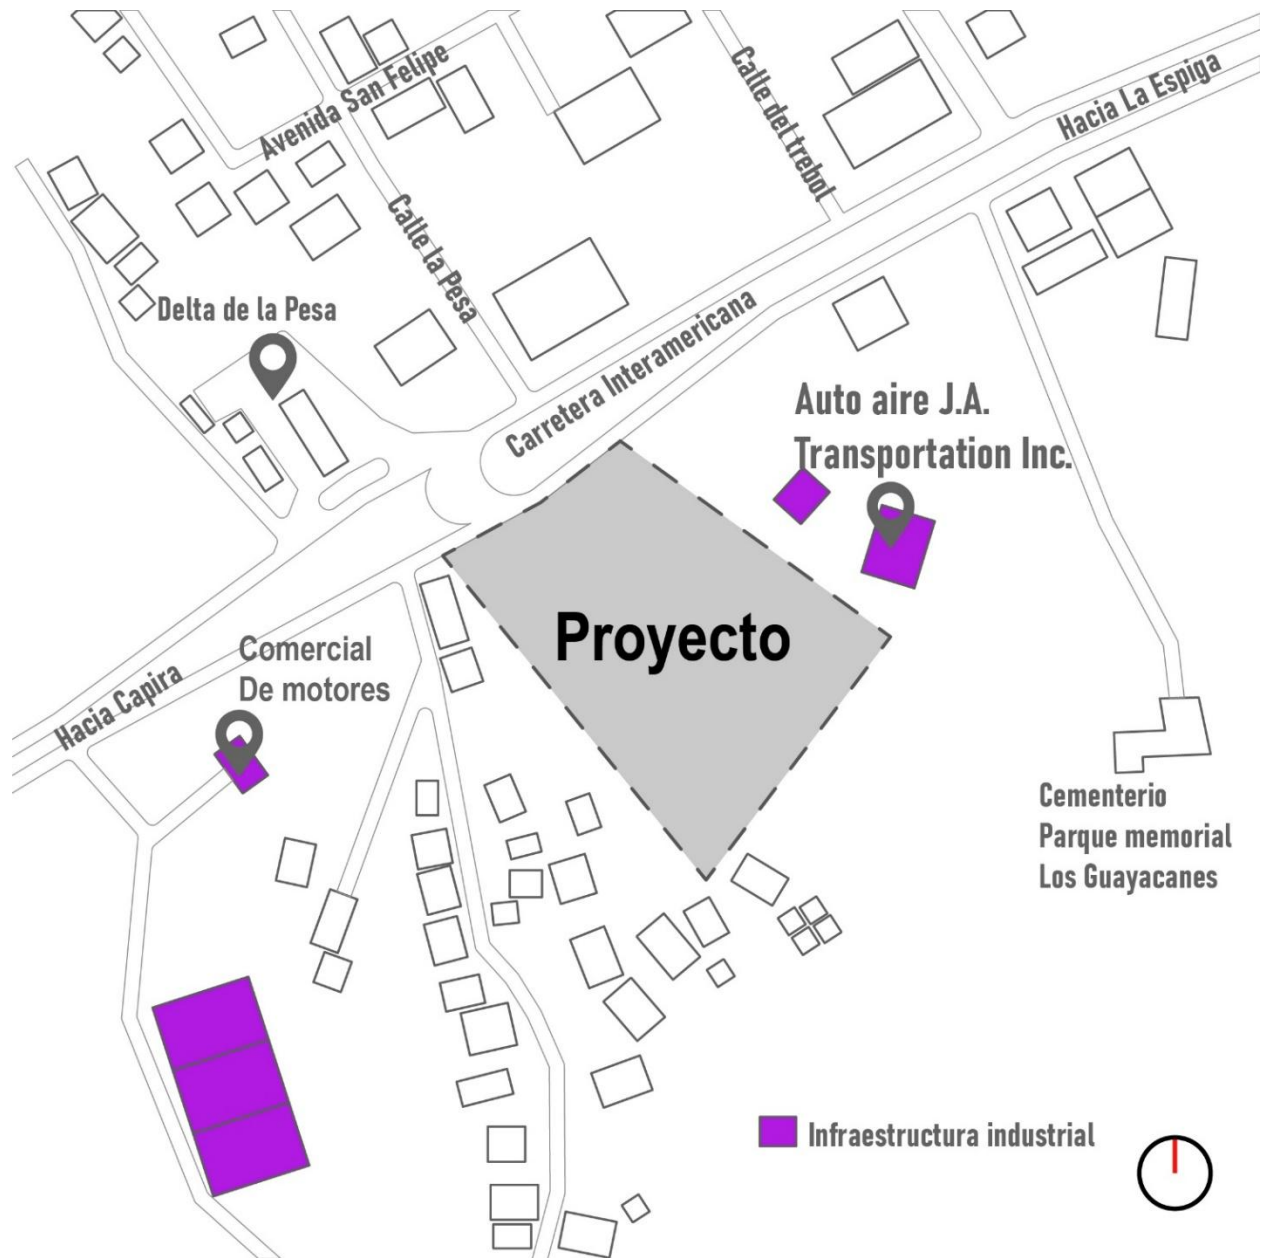 Avenida San Felipe
Calle del trebol
Hacia La Espiga
Calle la Pesa
Delta de la Pesa
Carretera Interamericana
Auto aire J.A.
Transportation Inc.
Proyecto
Comercial
De motores
Hacia Capira
Cementerio
Parque memorial
Los Guayacanes
Infraestructura industrial